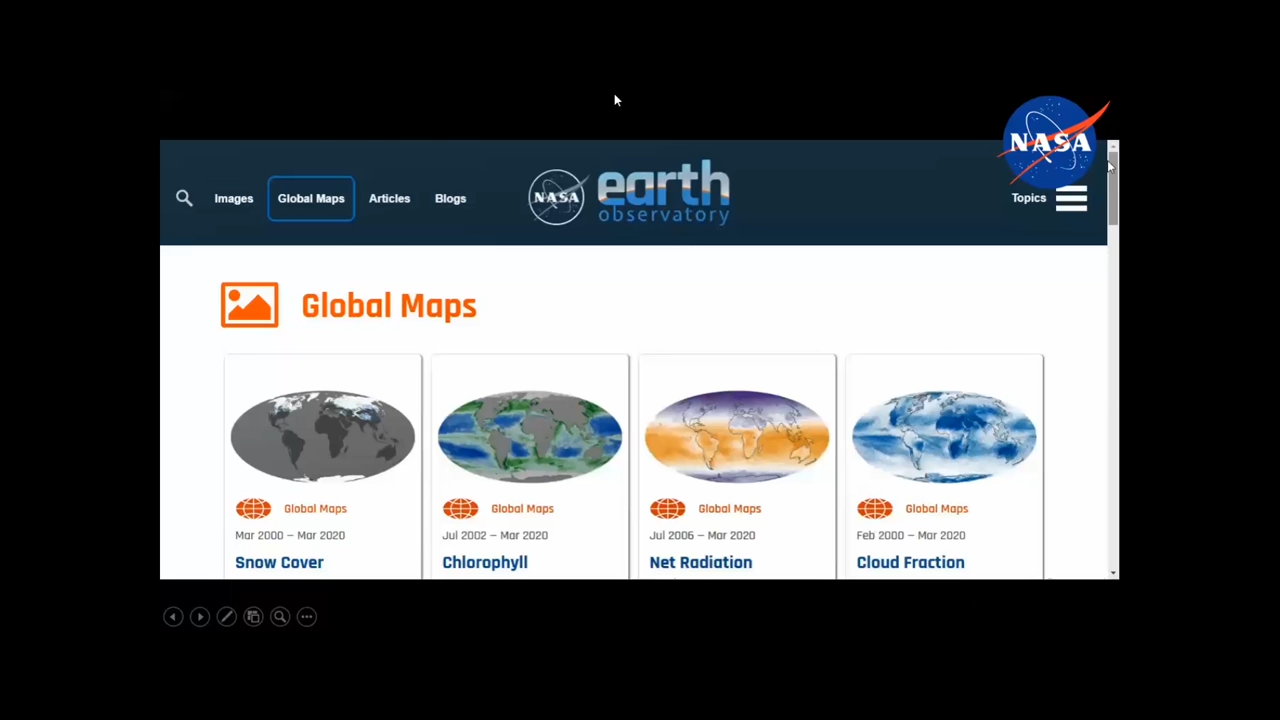 NASA
Images Global Maps Articles Blogs
NASA earth observatory
Topics
Global Maps
Global Maps
Mar 2000 – Mar 2020
Snow Cover
Global Maps
Jul 2002 – Mar 2020
Chlorophyll
Global Maps
Jul 2006 – Mar 2020
Net Radiation
Global Maps
Feb 2000 – Mar 2020
Cloud Fraction